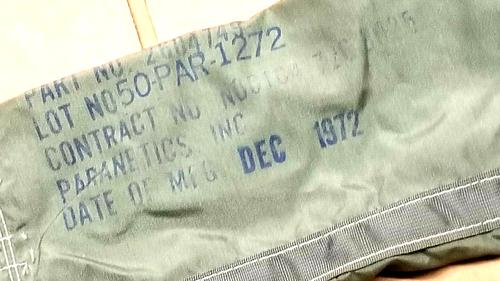 PART NO.
LOT NO50-PAR-1272
CONTRACT NO
PARANETICS, INC
DATE OF MFG DEC 1972